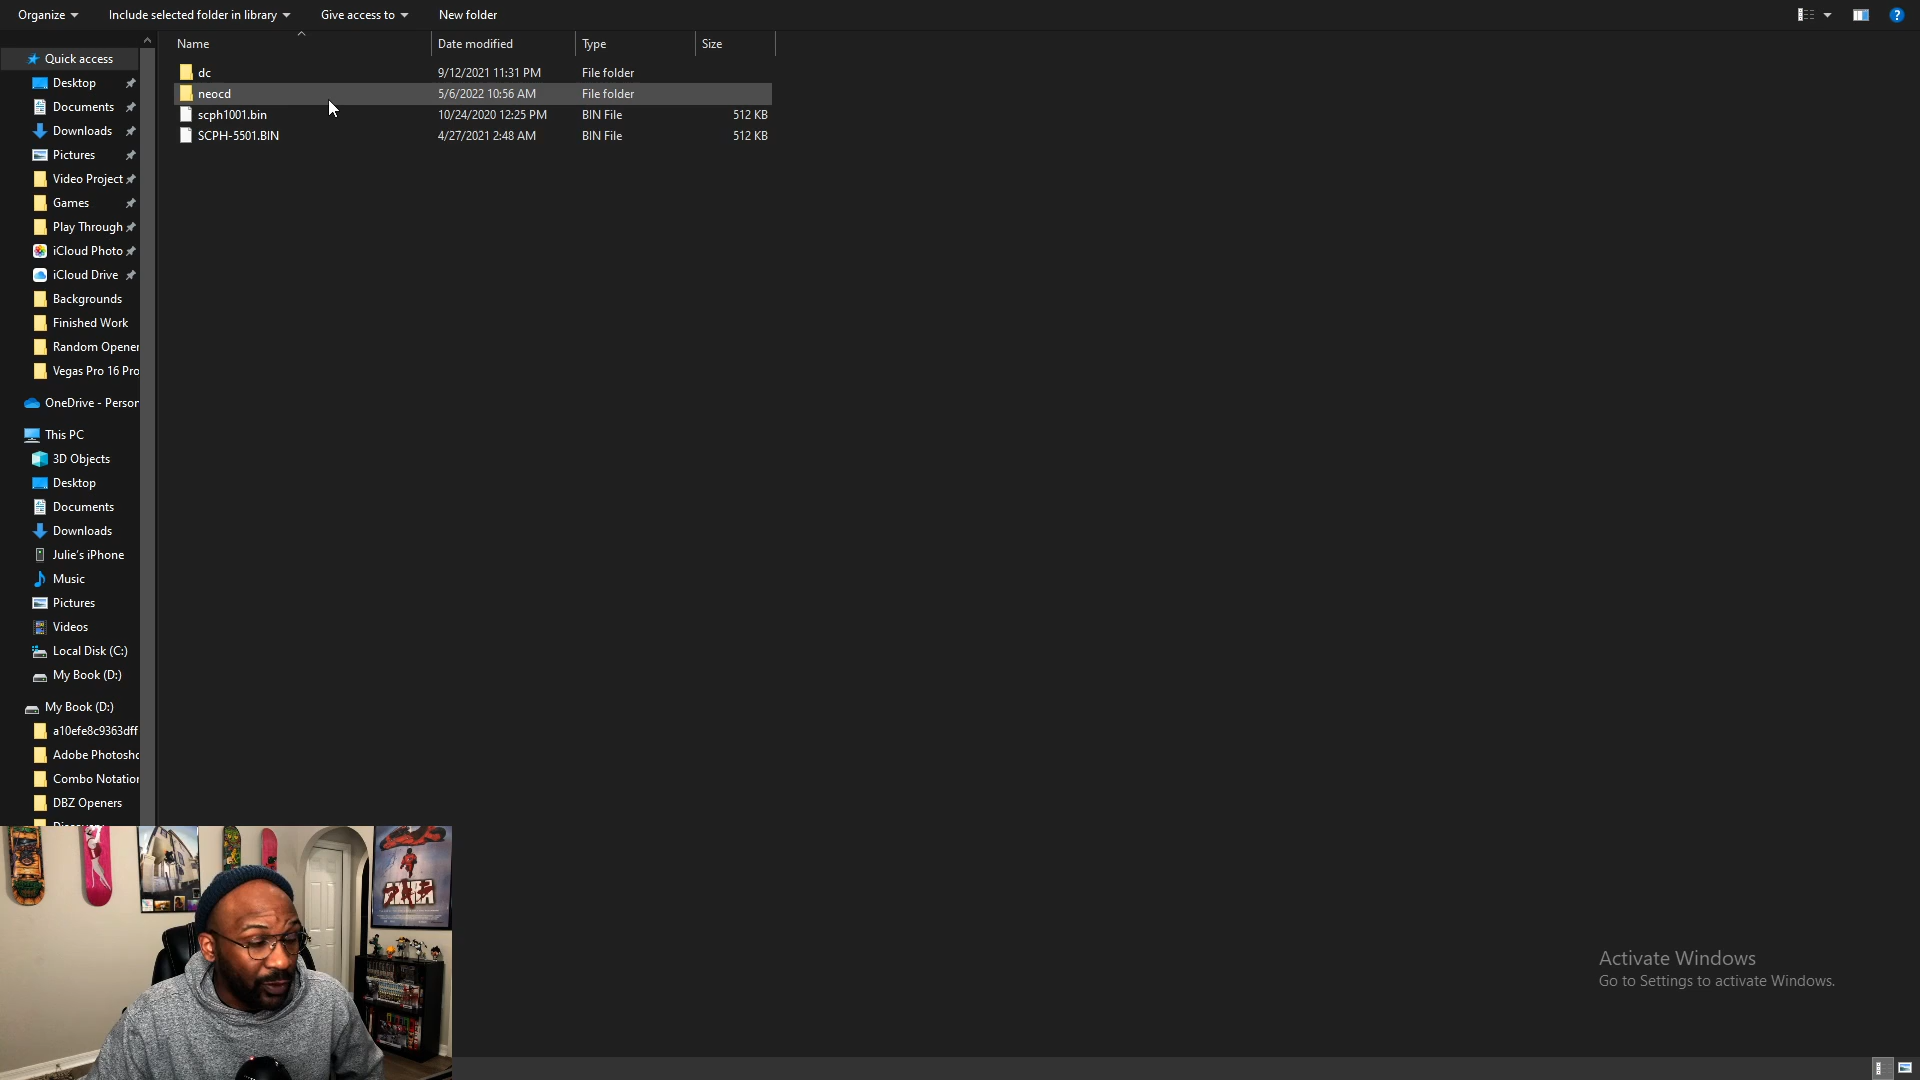 Organize
Include selected folder in library
Give access to
New folder
?
Name
Date modified
Type
Size
dc
9/12/2021 11:31 PM
File folder
neocd
5/6/2022 10:56 AM
File folder
scph1001.bin
10/24/2020 12:25 PM
BIN File
512 KB
SCPH-5501.BIN
4/27/2021 2:48 AM
BIN File
512 KB
Quick access
Desktop
Documents
Downloads
Pictures
Video Project
Games
Play Through
iCloud Photo
iCloud Drive
Backgrounds
Finished Work
Random Opener
Vegas Pro 16 Pro
OneDrive - Person
This PC
3D Objects
Desktop
Documents
Downloads
Julie's iPhone
Music
Pictures
Videos
Local Disk (C:)
My Book (D:)
My Book (D:)
a10efe8c9363dff
Adobe Photosho
Combo Notation
DBZ Openers
AKIRA
Activate Windows
Go to Settings to activate Windows.